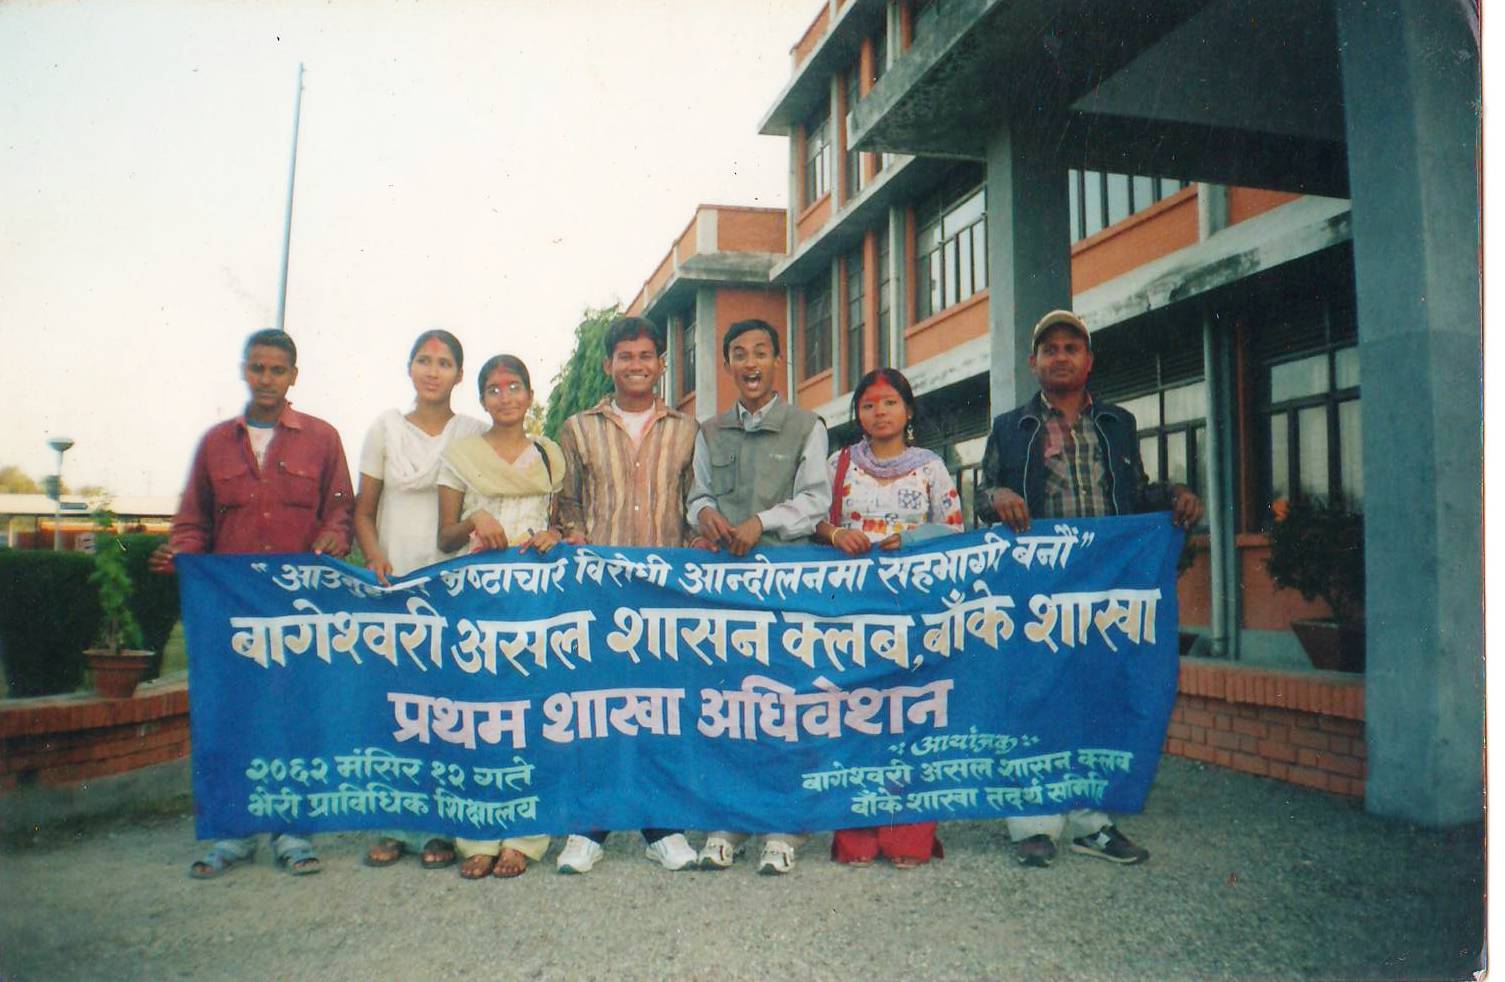 "आउनुहोस् भ्रष्टाचार विरोधी आन्दोलनमा सहभागी बनौं"
बागेश्वरी असल शासन क्लब, बाँके शाखा
प्रथम शाखा अधिवेशन
२०६२ मंसिर १२ गते
भेरी प्राविधिक शिक्षालय
"आयोजक"
बागेश्वरी असल शासन क्लब
बाँके शाखा तदर्थ समिति